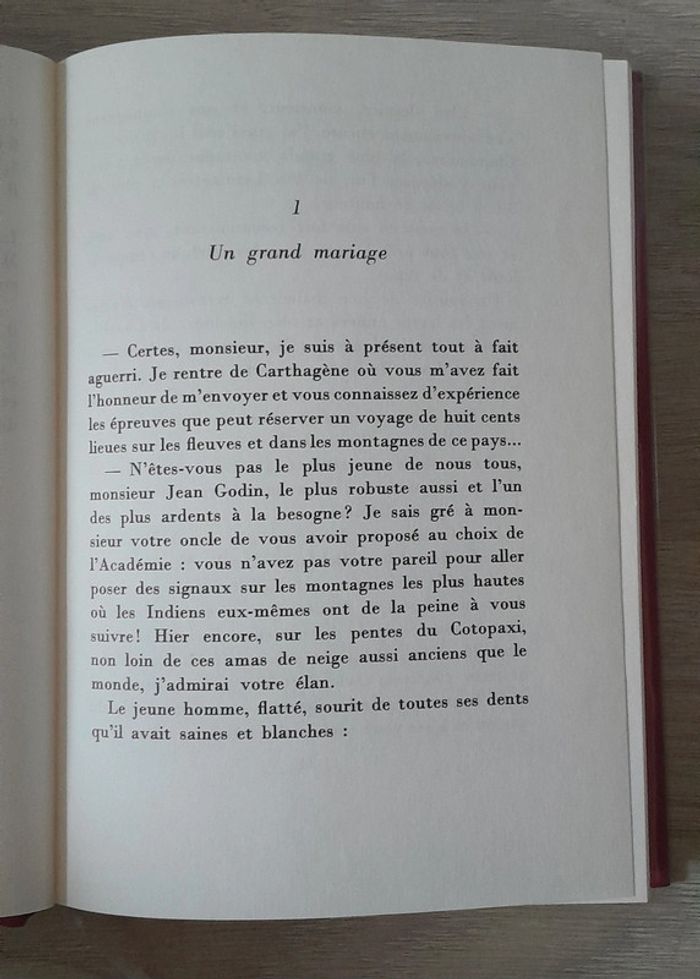 1
Un grand mariage
— Certes, monsieur, je suis à présent tout à fait
aguerri. Je rentre de Carthagène où vous m'avez fait
l'honneur de m'envoyer et vous connaissez d'expérience
les épreuves que peut réserver un voyage de huit cents
lieues sur les fleuves et dans les montagnes de ce pays...
— N'êtes-vous pas le plus jeune de nous tous,
monsieur Jean Godin, le plus robuste aussi et l'un
des plus ardents à la besogne? Je sais gré à mon-
sieur votre oncle de vous avoir proposé au choix de
l'Académie : vous n'avez pas votre pareil pour aller
poser des signaux sur les montagnes les plus hautes
où les Indiens eux-mêmes ont de la peine à vous
suivre! Hier encore, sur les pentes du Cotopaxi,
non loin de ces amas de neige aussi anciens que le
monde, j'admirai votre élan.
Le jeune homme, flatté, sourit de toutes ses dents
qu'il avait saines et blanches :